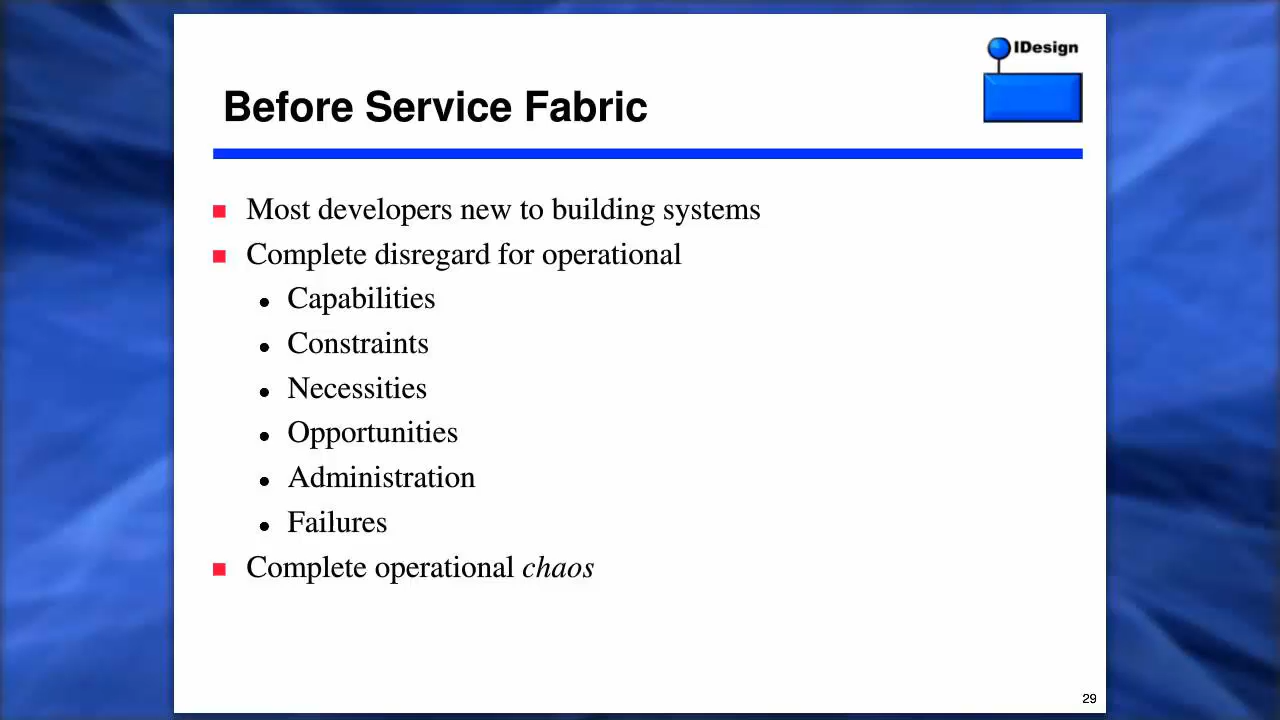 IDesign
Before Service Fabric
Most developers new to building systems
Complete disregard for operational
Capabilities
Constraints
Necessities
Opportunities
Administration
Failures
Complete operational chaos
29